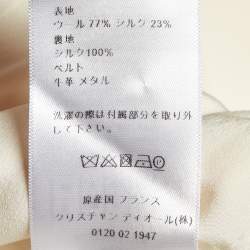 表地
ウール 77% シルク 23%
裏地
シルク100%
ベルト
牛革 メタル
洗濯の際は付属部分を取り外
して下さい。
原産国 フランス
クリスチャン ディオール(株)
0120 02 1947